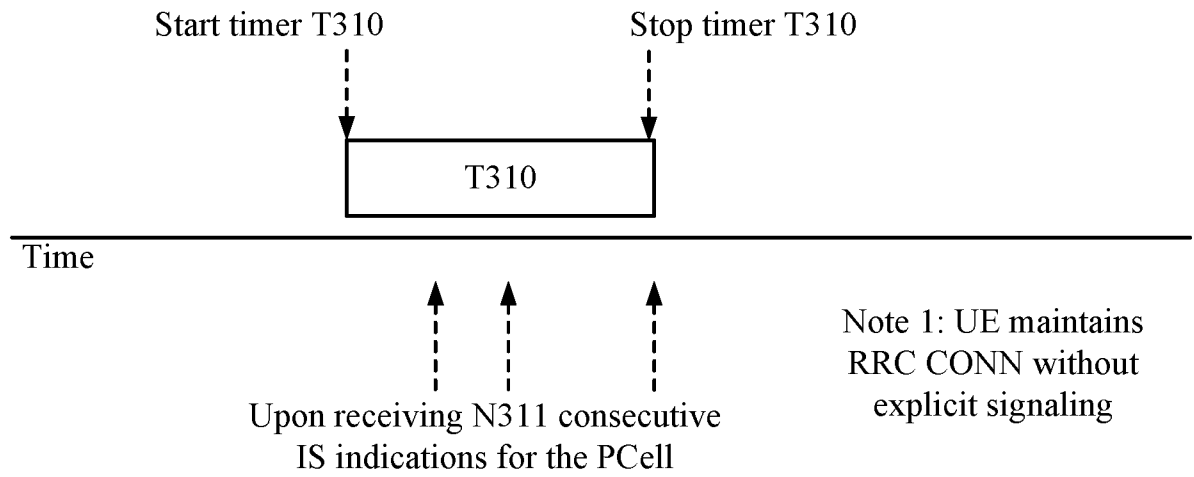 Start timer T310
Stop timer T310
T310
Time
Upon receiving N311 consecutive
IS indications for the PCell
Note 1: UE maintains
RRC CONN without
explicit signaling